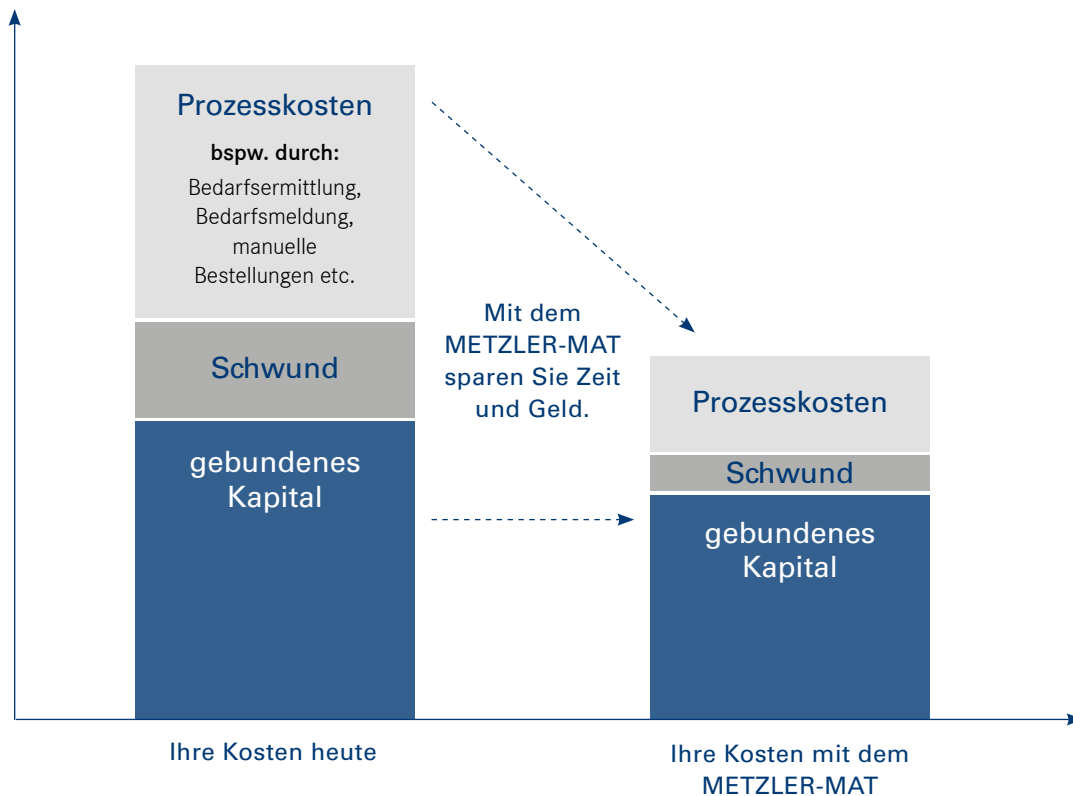 Prozesskosten
bspw. durch:
Bedarfsermittlung,
Bedarfsmeldung,
manuelle
Bestellungen etc.
Schwund
gebundenes
Kapital
Mit dem
METZLER-MAT
sparen Sie Zeit
und Geld.
Prozesskosten
Schwund
gebundenes
Kapital
Ihre Kosten heute
Ihre Kosten mit dem
METZLER-MAT